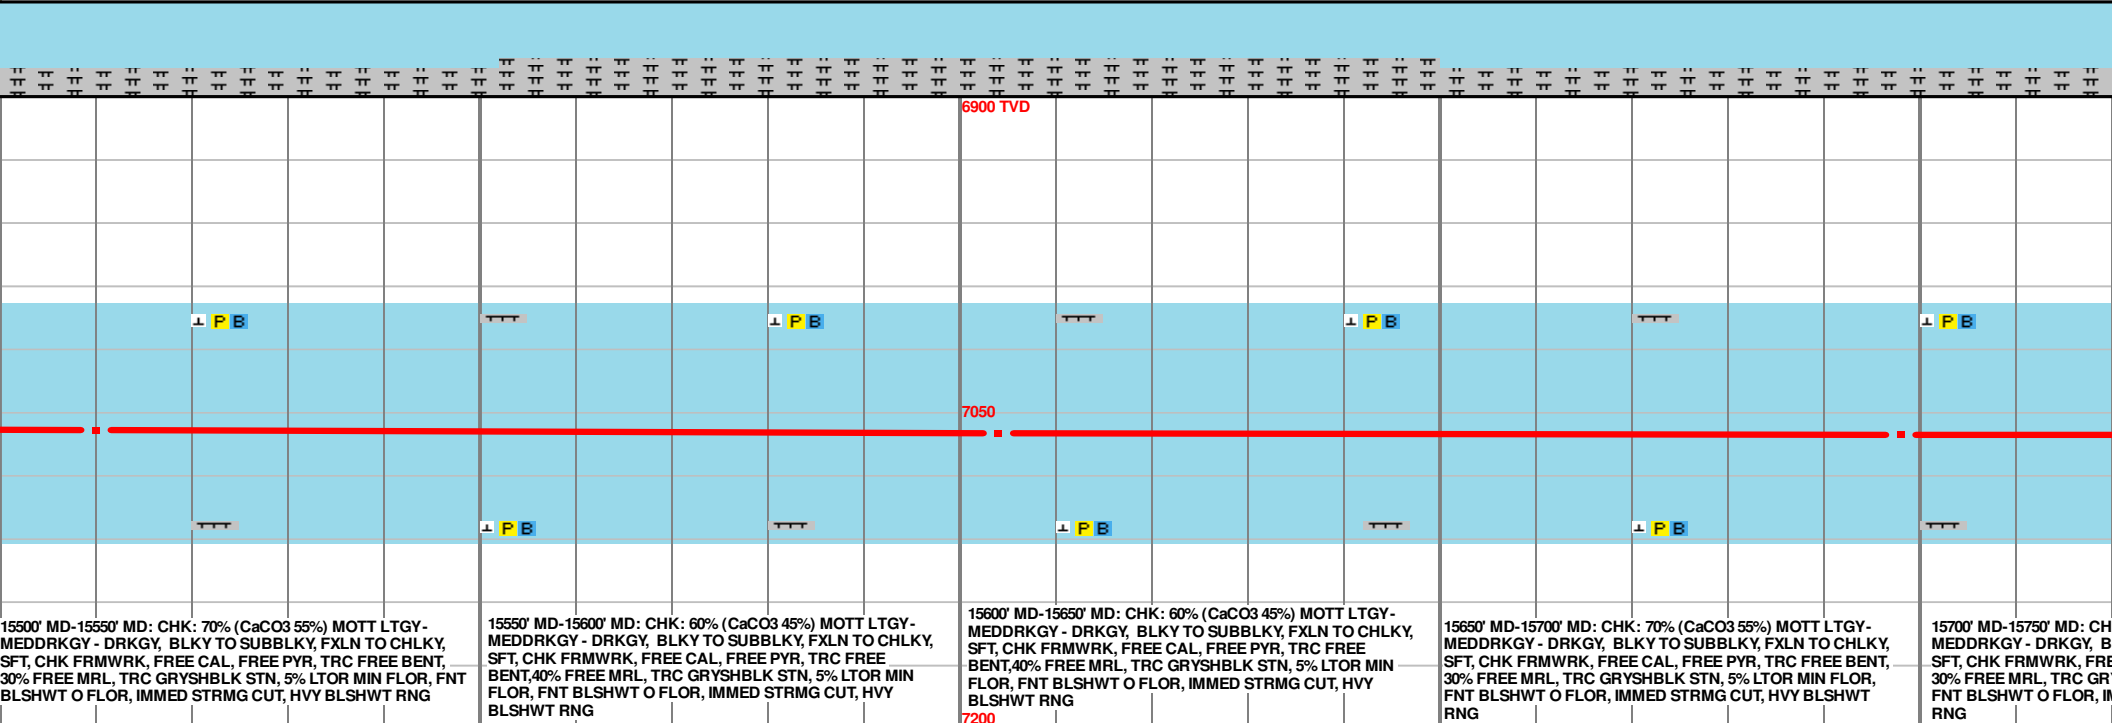 6900 TVD
P B
P B
P B
P B
7050
P B
P B
P B
15500' MD-15550' MD: CHK: 70% (CaCO3 55%) MOTT LTGY-
MEDDRKGY - DRKGY, BLKY TO SUBBLKY, FXLN TO CHLKY,
SFT, CHK FRMWRK, FREE CAL, FREE PYR, TRC FREE BENT,
30% FREE MRL, TRC GRYSHBLK STN, 5% LTOR MIN FLOR, FNT
BLSHWT O FLOR, IMMED STRMG CUT, HVY BLSHWT RNG
15550' MD-15600' MD: CHK: 60% (CaCO3 45%) MOTT LTGY-
MEDDRKGY - DRKGY, BLKY TO SUBBLKY, FXLN TO CHLKY,
SFT, CHK FRMWRK, FREE CAL, FREE PYR, TRC FREE
BENT,40% FREE MRL, TRC GRYSHBLK STN, 5% LTOR MIN
FLOR, FNT BLSHWT O FLOR, IMMED STRMG CUT, HVY
BLSHWT RNG
15600' MD-15650' MD: CHK: 60% (CaCO3 45%) MOTT LTGY-
MEDDRKGY - DRKGY, BLKY TO SUBBLKY, FXLN TO CHLKY,
SFT, CHK FRMWRK, FREE CAL, FREE PYR, TRC FREE
BENT,40% FREE MRL, TRC GRYSHBLK STN, 5% LTOR MIN
FLOR, FNT BLSHWT O FLOR, IMMED STRMG CUT, HVY
BLSHWT RNG
7200
15650' MD-15700' MD: CHK: 70% (CaCO3 55%) MOTT LTGY-
MEDDRKGY - DRKGY, BLKY TO SUBBLKY, FXLN TO CHLKY,
SFT, CHK FRMWRK, FREE CAL, FREE PYR, TRC FREE BENT,
30% FREE MRL, TRC GRYSHBLK STN, 5% LTOR MIN FLOR,
FNT BLSHWT O FLOR, IMMED STRMG CUT, HVY BLSHWT
RNG
15700' MD-15750' MD: CH
MEDDRKGY - DRKGY, B
SFT, CHK FRMWRK, FRE
30% FREE MRL, TRC GR
FNT BLSHWT O FLOR, I
RNG